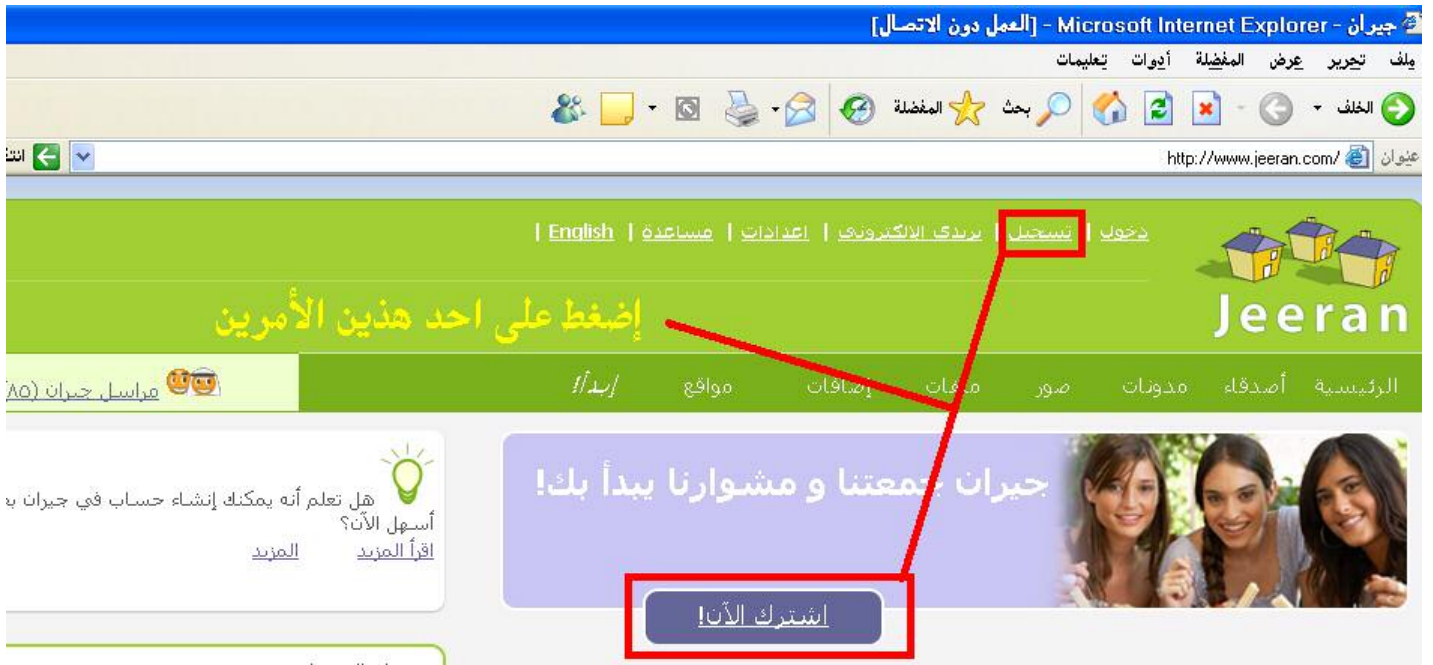 جيران - Microsoft Internet Explorer - [العمل دون الاتصال]
ملف تحرير عرض المفضلة أدوات تعليمات
الخلف بحث المفضلة
عنوان http://www.jeeran.com/
دخول | تسجيل | بريدي الالكتروني | اعدادات | مساعدة | English |
Jeeran
إضغط على احد هذين الأمرين
الرئيسية أصدقاء مدونات صور ملفات إضافات مواقع إبدأ!
مراسل جيران (٨٥
جيران جمعتنا و مشوارنا يبدأ بك!
اشترك الآن!
هل تعلم أنه يمكنك إنشاء حساب في جيران
أسهل الآن؟
اقرأ المزيد المزيد